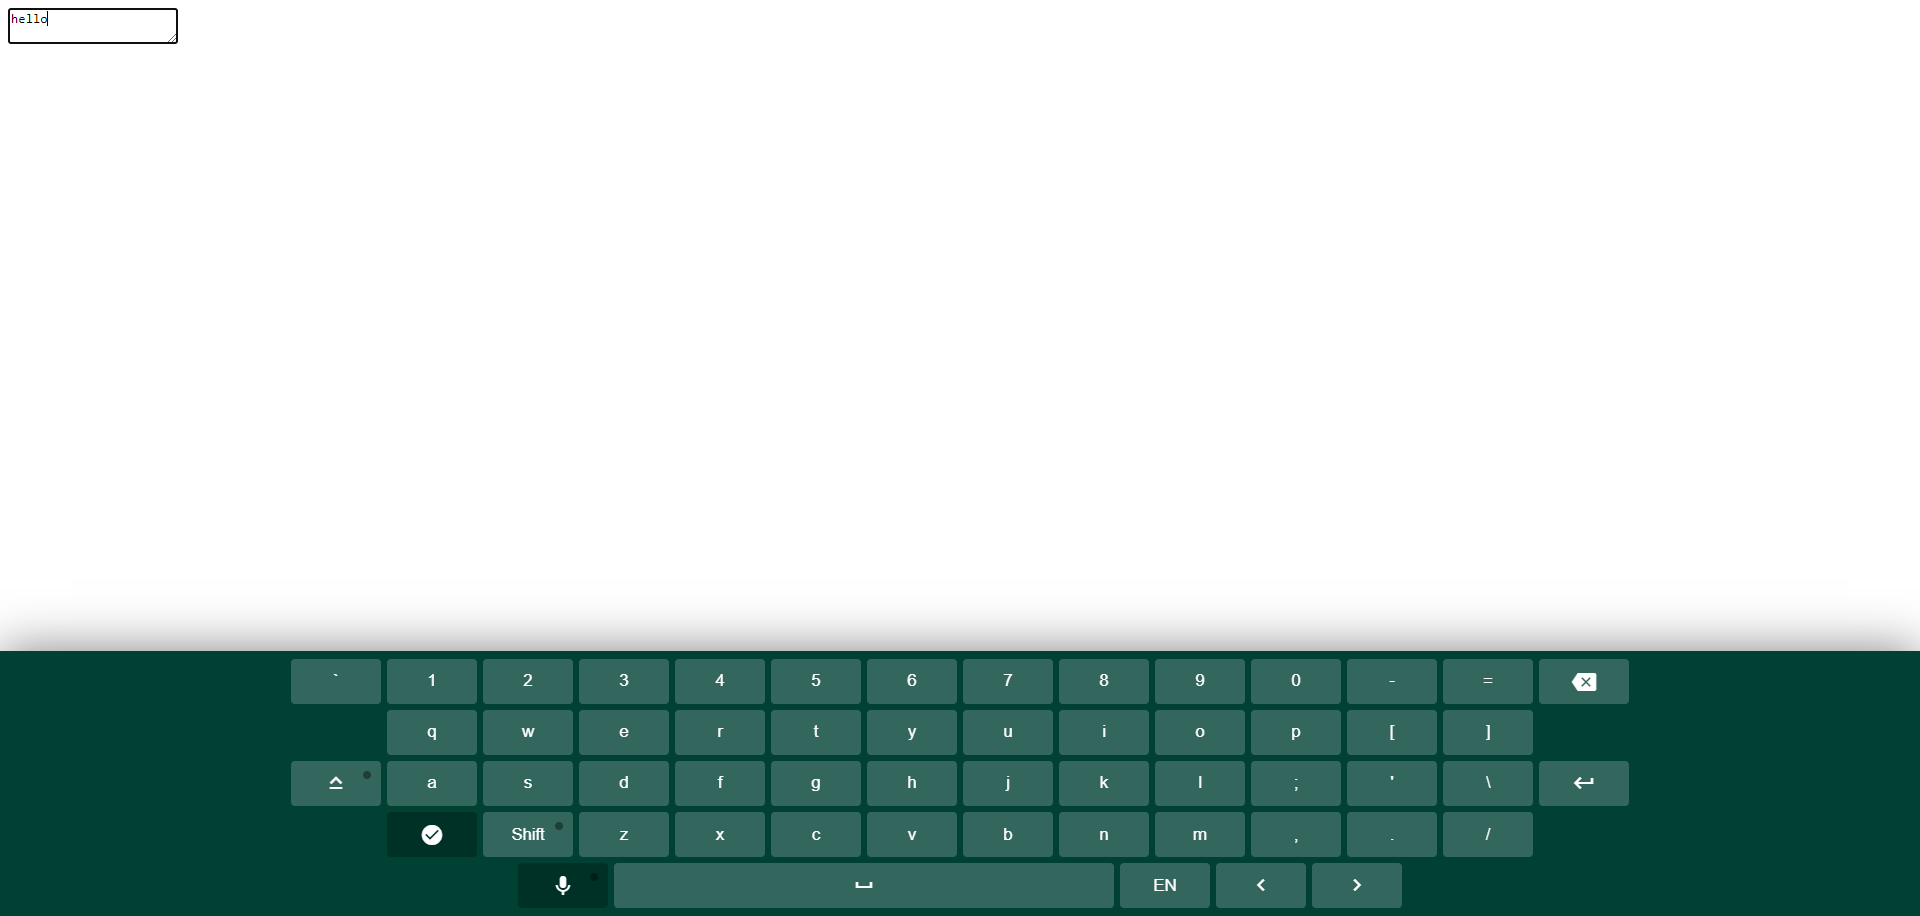 hello
` 1 2 3 4 5 6 7 8 9 0 - =
q w e r t y u i o p [ ]
a s d f g h j k l ; ' \
Shift z x c v b n m , . /
EN